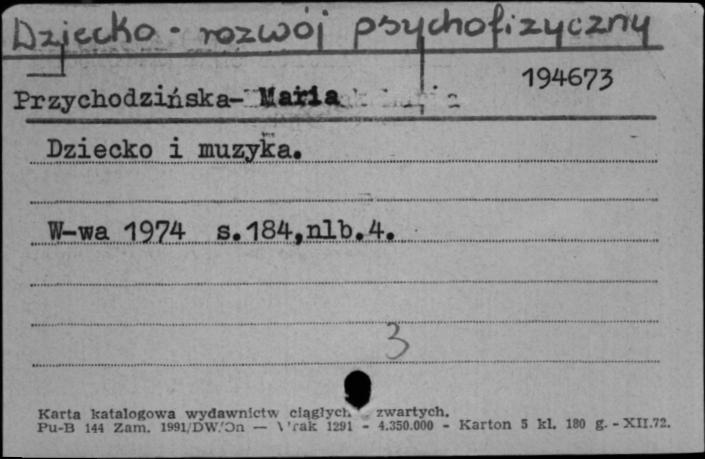 Dziecko - rozwój psychofizyczny
194673
Przychodzińska- Maria
Dziecko i muzyka.
W-wa 1974 s.184,nlb.4.
3
Karta katalogowa wydawnictw ciągłych zwartych.
Pu-B 144 Zam. 1991/DW/On — 1291 - 4.350.000 - Karton 5 kl. 180 g. - XII.72.